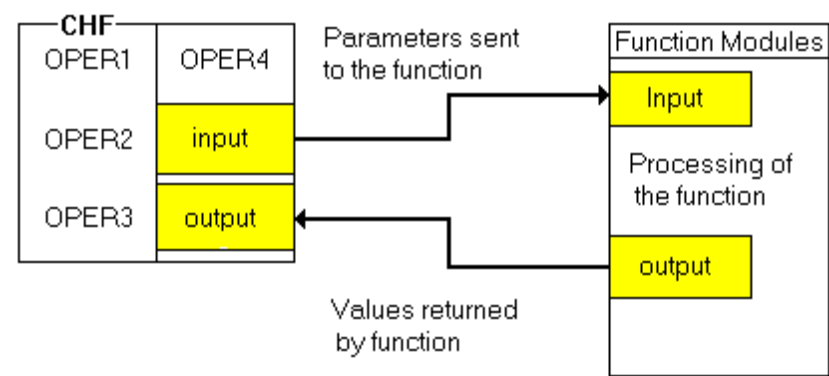 CHF
OPER1 OPER4
OPER2 input
OPER3 output
Parameters sent
to the function
Values returned
by function
Function Modules
Input
Processing of
the function
output